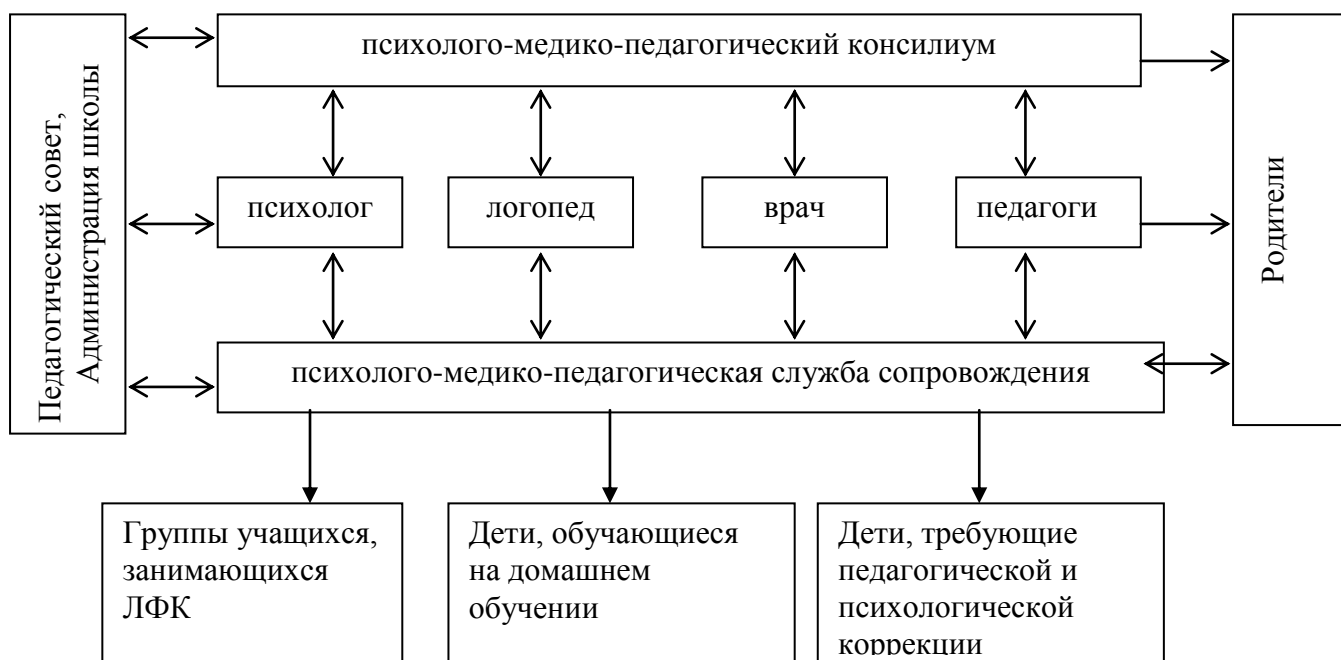 Педагогический совет,
Администрация школы
психолого-медико-педагогический консилиум
психолог
логопед
врач
педагоги
Родители
психолого-медико-педагогическая служба сопровождения
Группы учащихся,
занимающихся
ЛФК
Дети, обучающиеся
на домашнем
обучении
Дети, требующие
педагогической и
психологической
коррекции